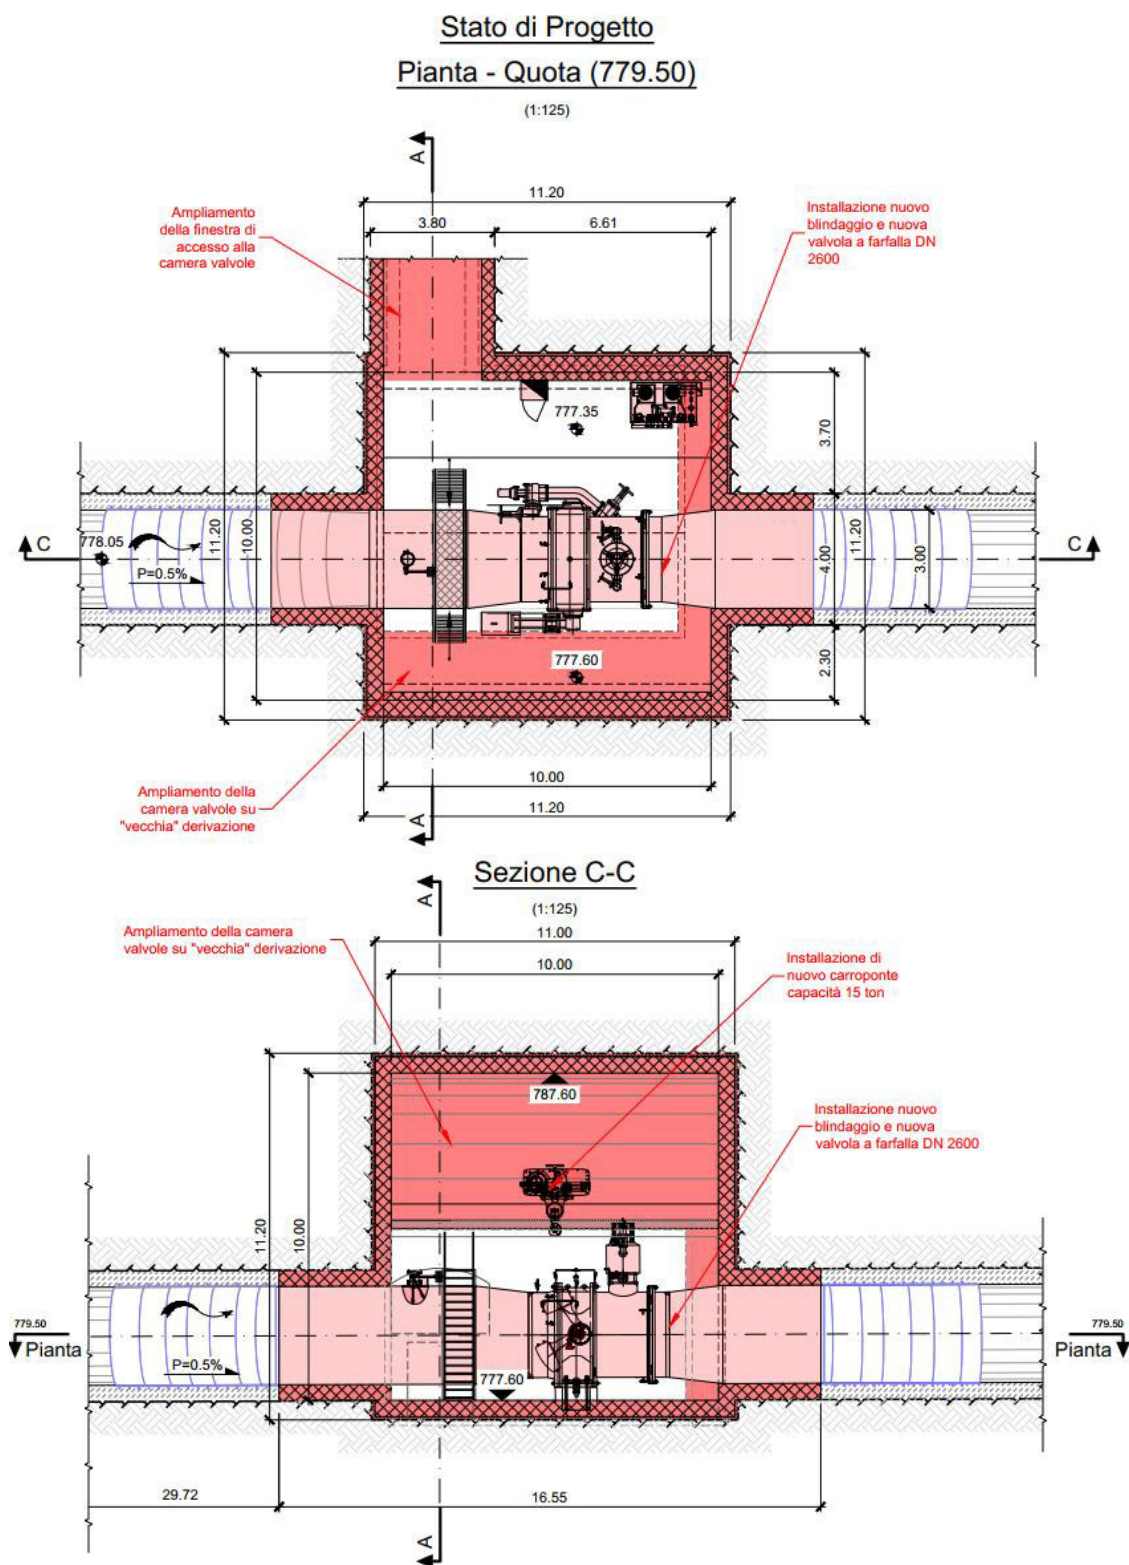 Stato di Progetto
Pianta - Quota (779.50)
(1:125)
A
11.20
3.80
6.61
Ampliamento
della finestra di
accesso alla
camera valvole
Installazione nuovo
blindaggio e nuova
valvola a farfalla DN
2600
777.35
3.70
C
778.05
P=0.5%
11.20
10.00
4.00
11.20
3.00
C
777.60
2.30
10.00
11.20
Ampliamento della
camera valvole su
"vecchia" derivazione
A
Sezione C-C
(1:125)
A
Ampliamento della camera
valvole su "vecchia" derivazione
11.00
10.00
Installazione di
nuovo carroponte
capacità 15 ton
787.60
Installazione nuovo
blindaggio e nuova
valvola a farfalla DN 2600
11.20
10.00
779.50
Pianta
P=0.5%
777.60
779.50
Pianta
29.72
16.55
A